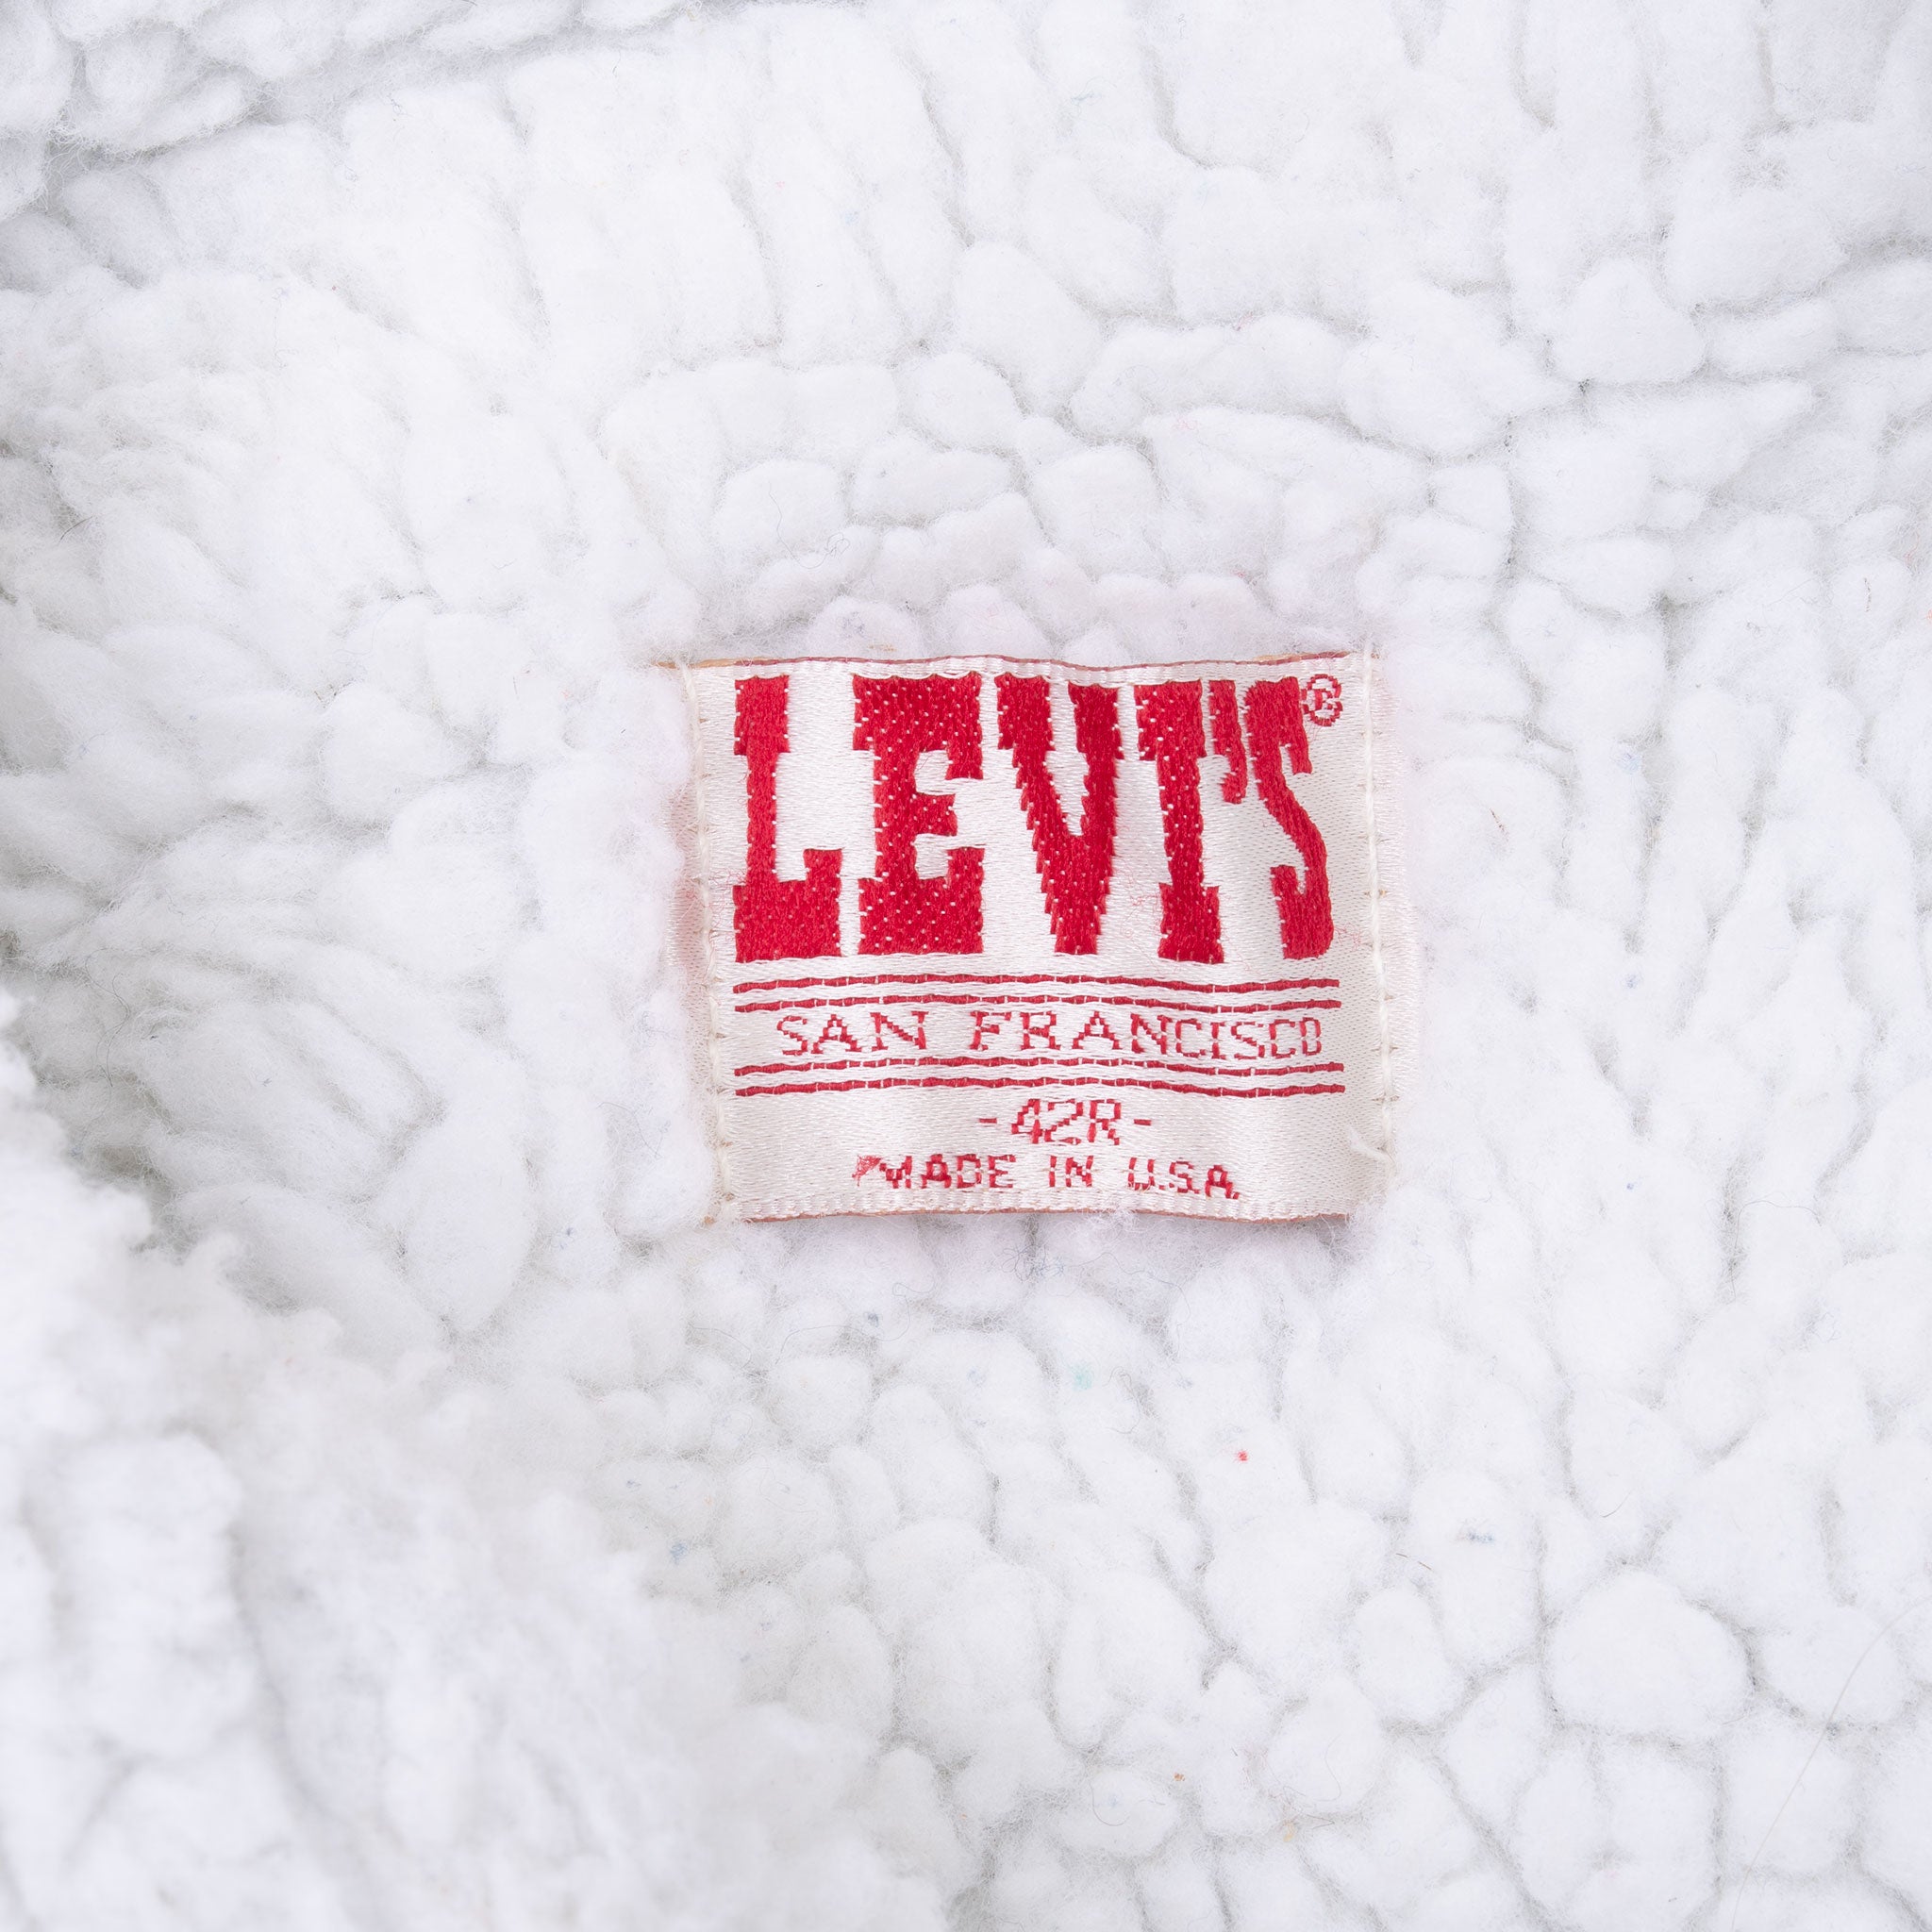 LEVI'S®
SAN FRANCISCO
-42R-
MADE IN U.S.A.